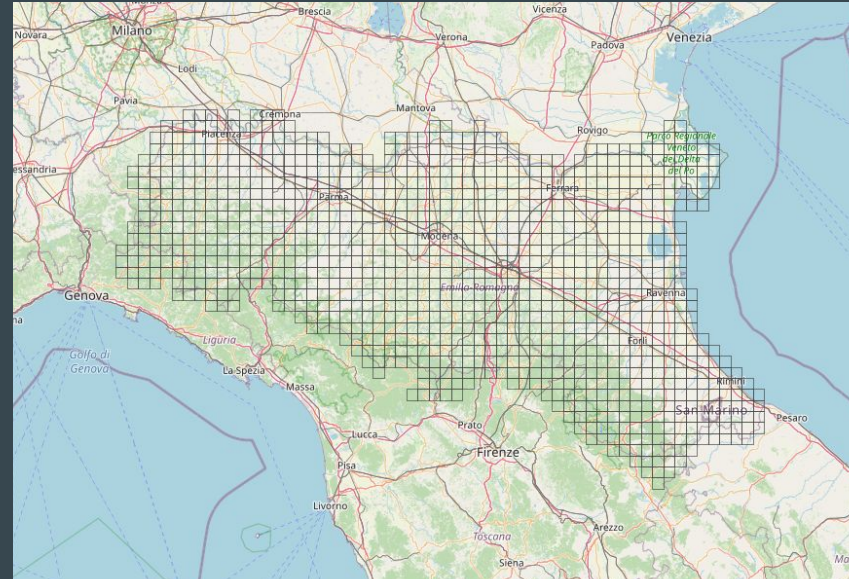 Brescia
Vicenza
Milano
Novara
Verona
Padova
Venezia
Lodi
Pavia
Cremona
Mantova
Rovigo
Piacenza
Parco Regionale
Veneto
del Delta
del Po
Ferrara
Parma
Modena
Emilia-Romagna
Genova
Ravenna
Liguria
Forlì
Golfo di
Genova
La Spezia
Massa
Rimini
San Marino
Pesaro
Lucca
Prato
Firenze
Pisa
Livorno
Arezzo
Toscana
Siena